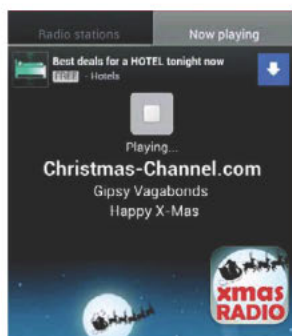 Radio stations
Now playing
Best deals for a HOTEL tonight now
FREE - Hotels
Playing...
Christmas-Channel.com
Gipsy Vagabonds
Happy X-Mas
xmas
RADIO